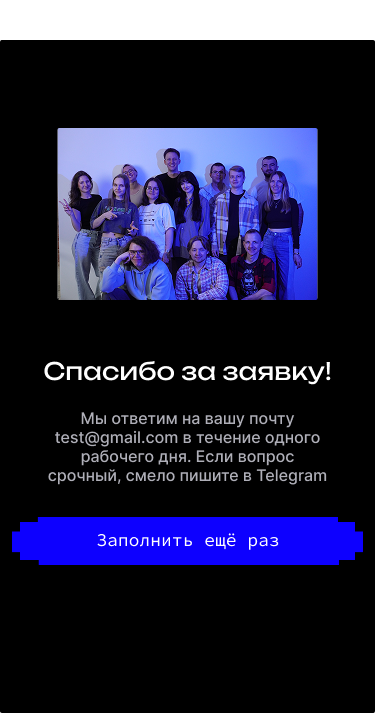 Спасибо за заявку!
Мы ответим на вашу почту
test@gmail.com в течение одного
рабочего дня. Если вопрос
срочный, смело пишите в Telegram
Заполнить ещё раз